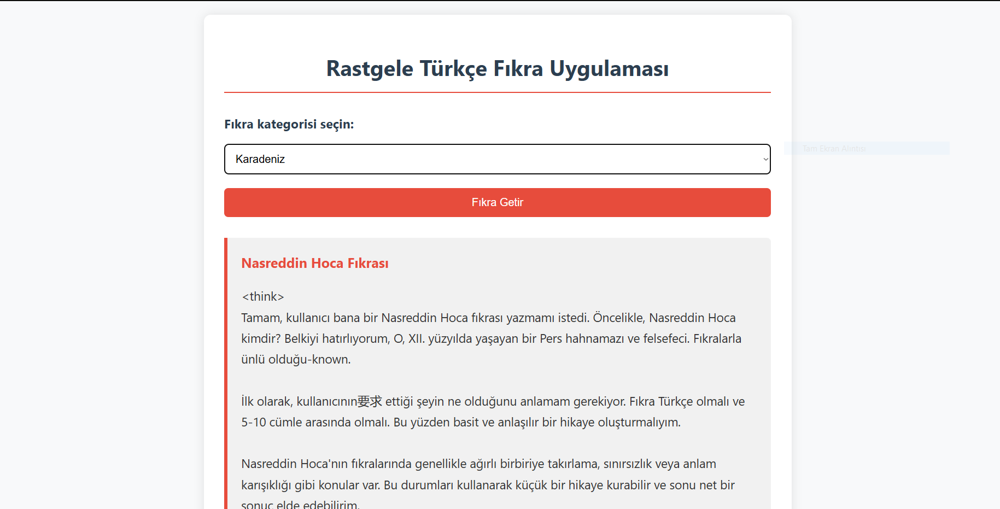 Rastgele Türkçe Fıkra Uygulaması
Fıkra kategorisi seçin:
Karadeniz
Tam Ekran Alıntısı
Fıkra Getir
Nasreddin Hoca Fıkrası
<think>
Tamam, kullanıcı bana bir Nasreddin Hoca fıkrası yazmamı istedi. Öncelikle, Nasreddin Hoca
kimdir? Belkiyi hatırlıyorum, O, XII. yüzyılda yaşayan bir Pers hahnamazı ve felsefeci. Fıkralarla
ünlü olduğu-known.
İlk olarak, kullanıcının要求 ettiği şeyin ne olduğunu anlamam gerekiyor. Fıkra Türkçe olmalı ve
5-10 cümle arasında olmalı. Bu yüzden basit ve anlaşılır bir hikaye oluşturmalıyım.
Nasreddin Hoca'nın fıkralarında genellikle ağırlı birbiriye takırlama, sınırsızlık veya anlam
karışıklığı gibi konular var. Bu durumları kullanarak küçük bir hikaye kurabilir ve sonu net bir
sonuç elde edebilirim.